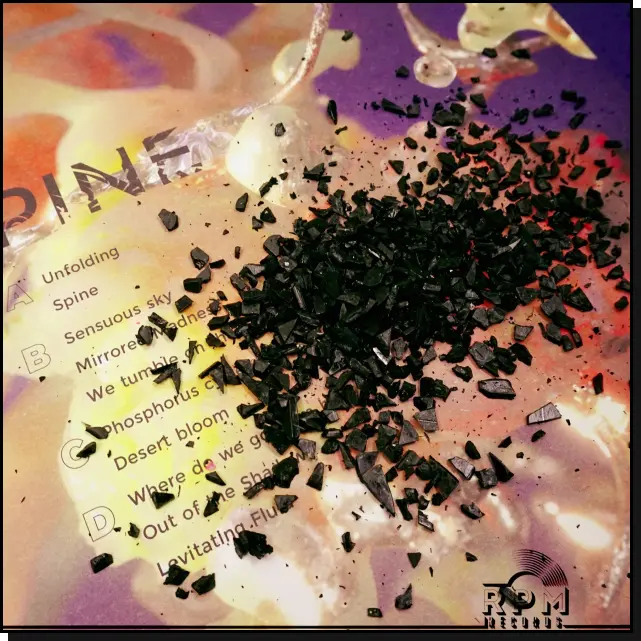 PINE
A Unfolding
Spine
Sensuous sky
B Mirrored
We tumble
C Phosphorus
Desert bloom
Where do we go
D Out of the
Levitating
RPM
RECORDS